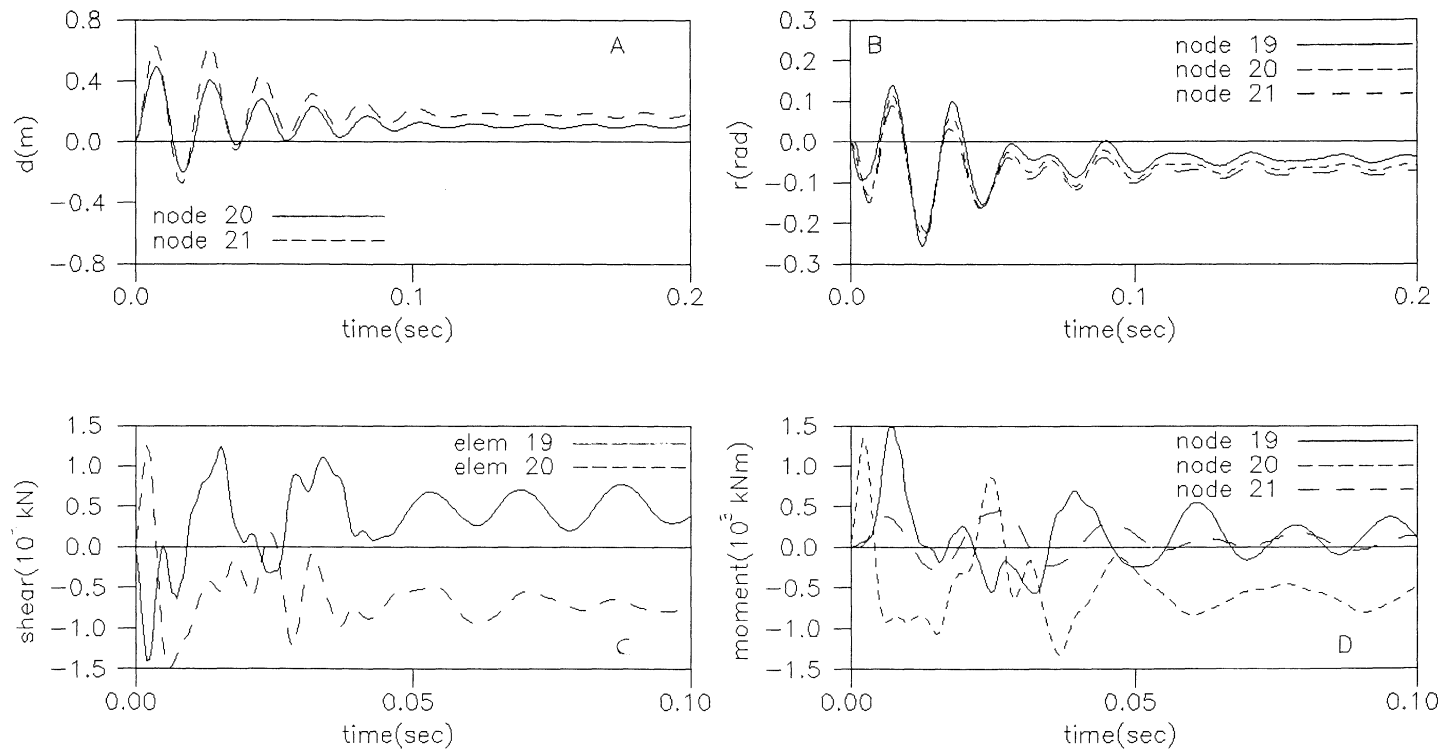 0.8
0.4
0.0
−0.4
−0.8
d(m)
A
node 20
node 21
0.0
0.1
0.2
time(sec)
0.3
0.2
0.1
0.0
−0.1
−0.2
−0.3
r(rad)
B
node 19
node 20
node 21
0.0
0.1
0.2
time(sec)
1.5
1.0
0.5
0.0
−0.5
−1.0
−1.5
shear(10 kN)
elem 19
elem 20
C
0.00
0.05
0.10
time(sec)
1.5
1.0
0.5
0.0
−0.5
−1.0
−1.5
moment(10³ kNm)
node 19
node 20
node 21
D
0.00
0.05
0.10
time(sec)